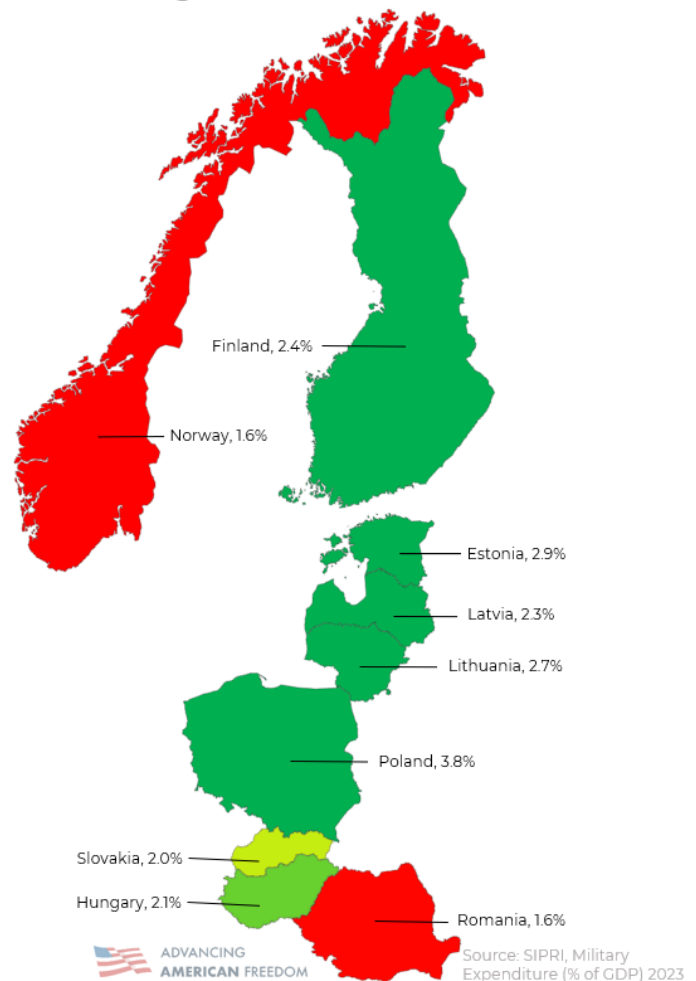 Finland, 2.4%
Norway, 1.6%
Estonia, 2.9%
Latvia, 2.3%
Lithuania, 2.7%
Poland, 3.8%
Slovakia, 2.0%
Hungary, 2.1%
Romania, 1.6%
ADVANCING
AMERICAN FREEDOM
Source: SIPRI, Military
Expenditure (% of GDP) 2023